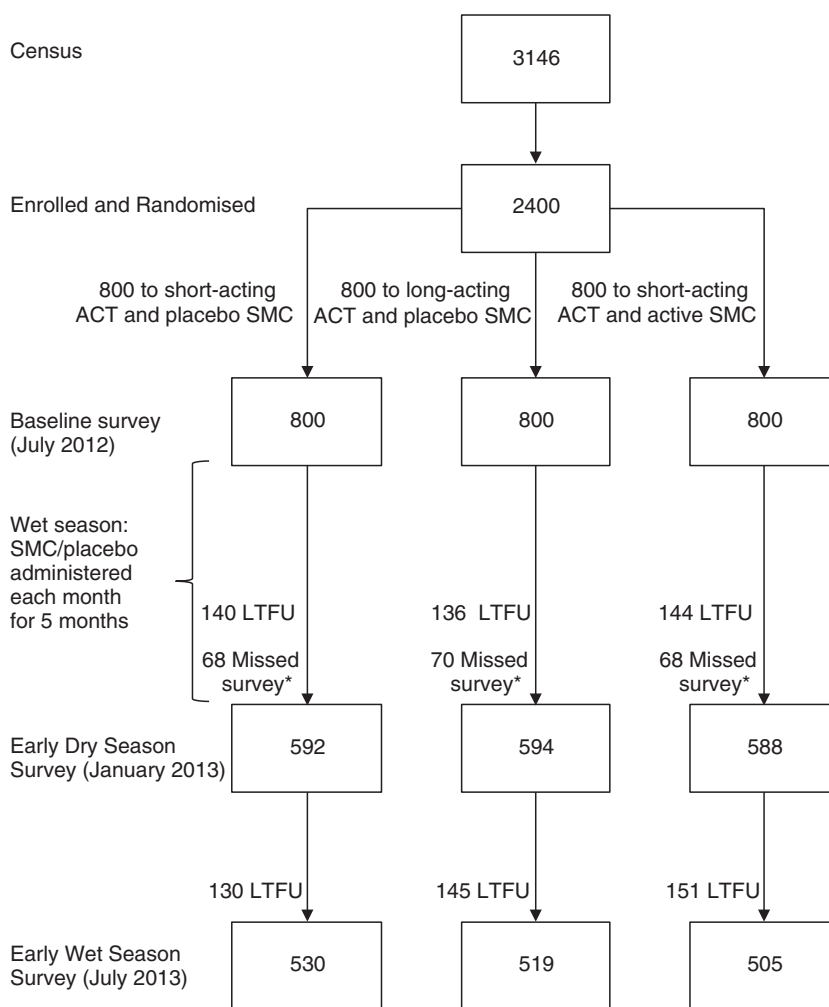 Census
3146
Enrolled and Randomised
2400
800 to short-acting
ACT and placebo SMC
800 to long-acting
ACT and placebo SMC
800 to short-acting
ACT and active SMC
Baseline survey
(July 2012)
800
800
800
Wet season:
SMC/placebo
administered
each month
for 5 months
140 LTFU
68 Missed
survey*
136 LTFU
70 Missed
survey*
144 LTFU
68 Missed
survey*
Early Dry Season
Survey (January 2013)
592
594
588
130 LTFU
145 LTFU
151 LTFU
Early Wet Season
Survey (July 2013)
530
519
505